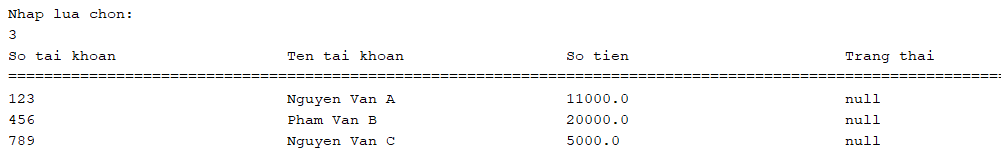 Nhap lua chon:
3
So tai khoan Ten tai khoan So tien Trang thai
==============================================================================================================
123 Nguyen Van A 11000.0 null
456 Pham Van B 20000.0 null
789 Nguyen Van C 5000.0 null